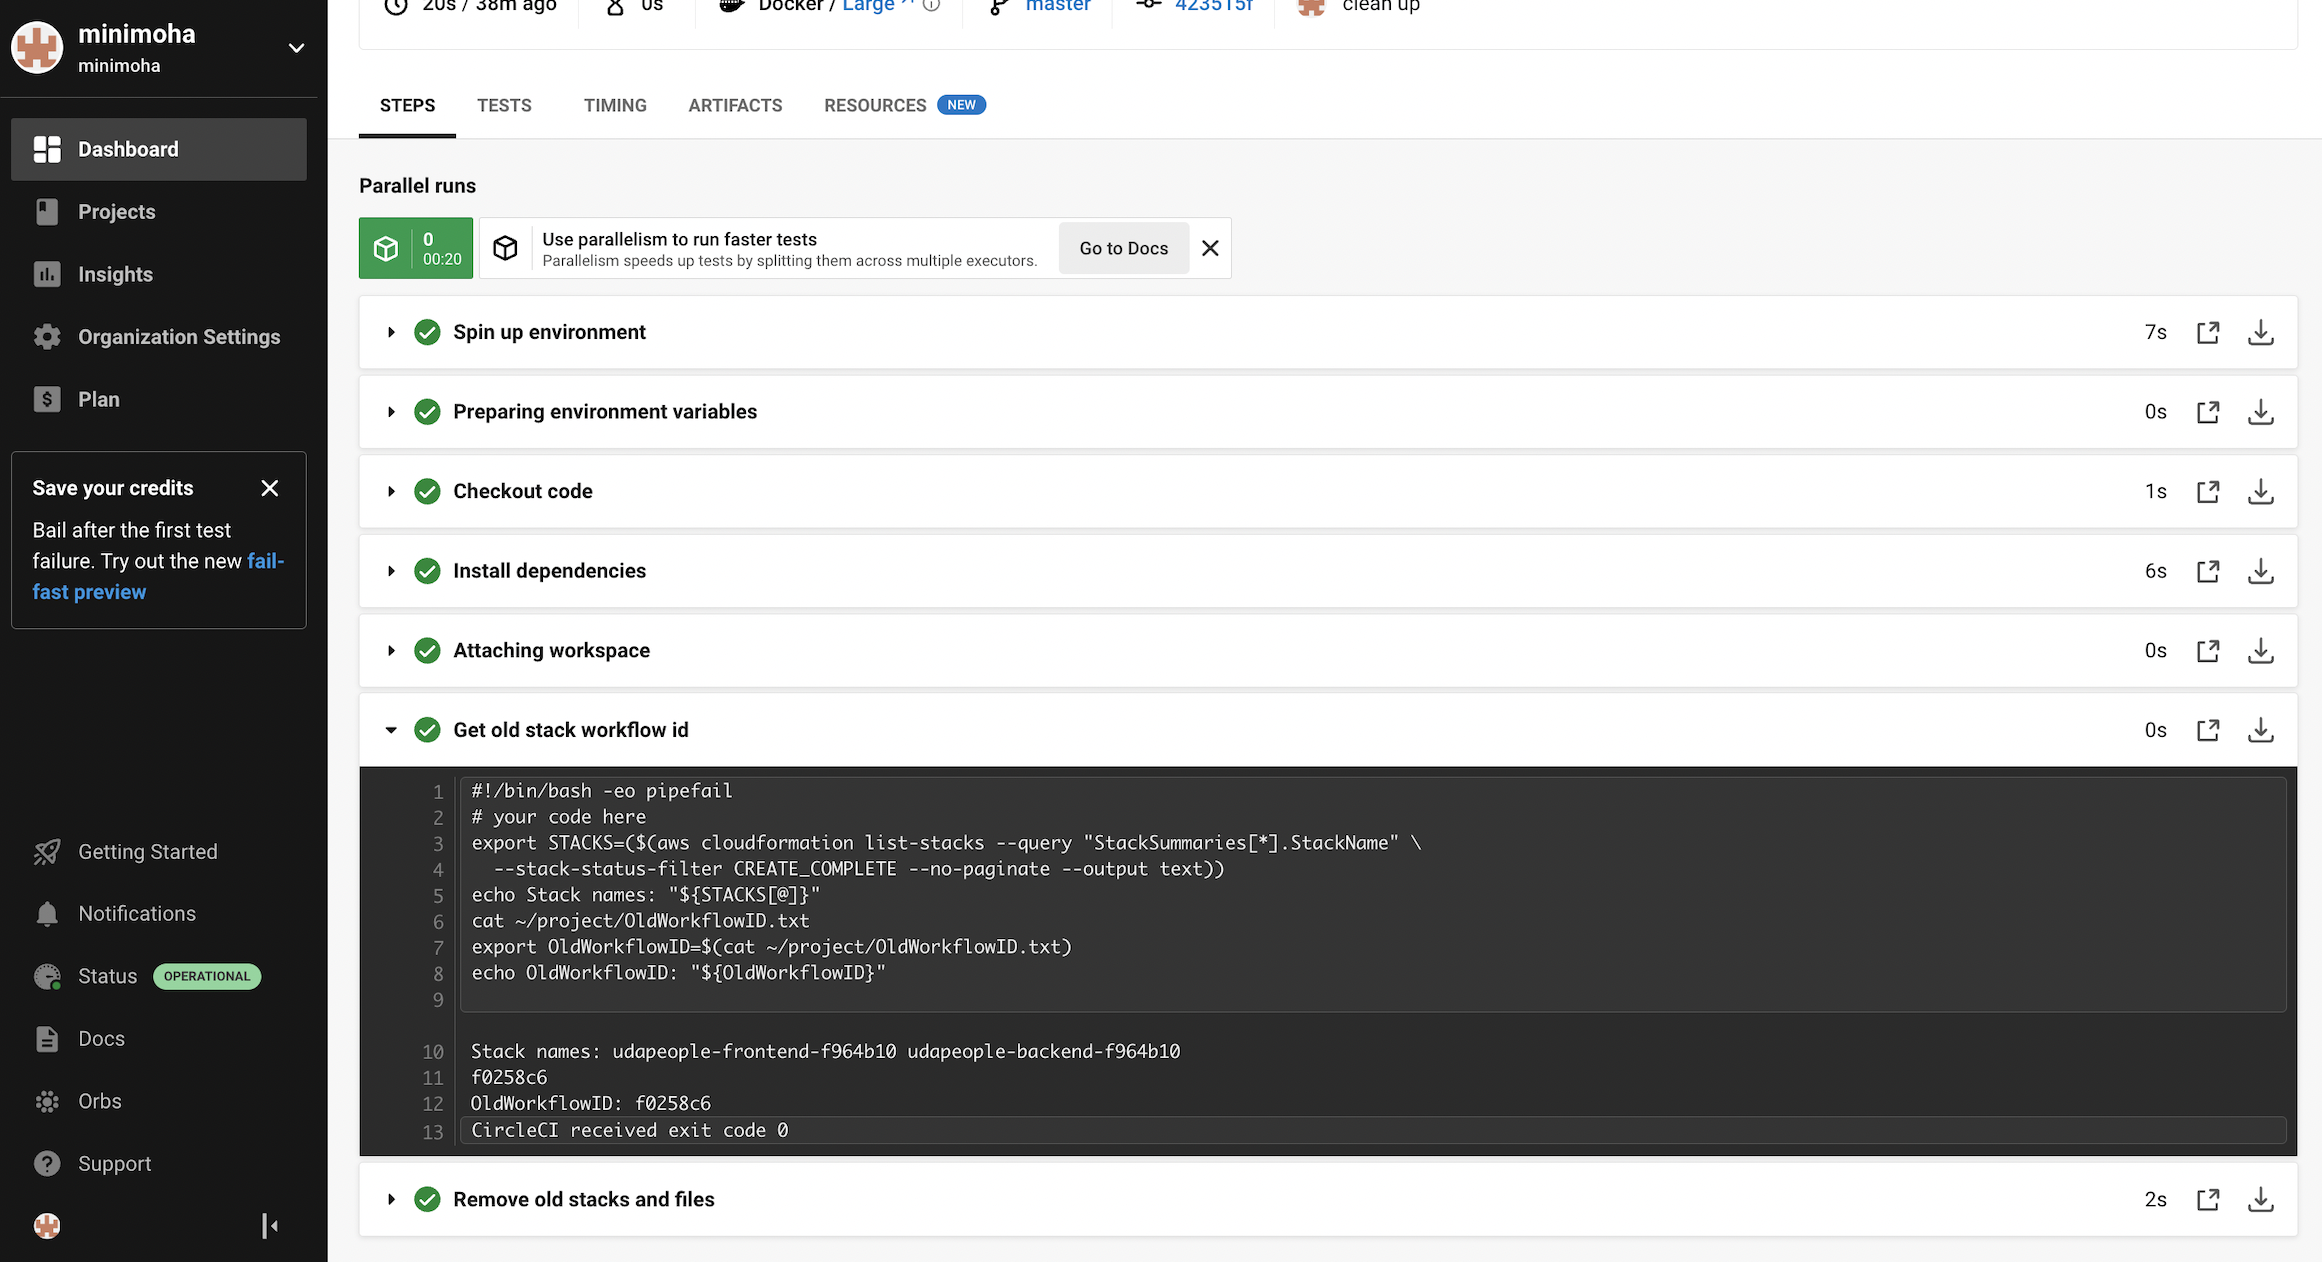 minimoha
minimoha
Dashboard
Projects
Insights
Organization Settings
Plan
Save your credits
Bail after the first test
failure. Try out the new fail-
fast preview
Getting Started
Notifications
Status OPERATIONAL
Docs
Orbs
Support
20s / 38m ago 0s Docker / Large master 423515f clean up
STEPS TESTS TIMING ARTIFACTS RESOURCES NEW
Parallel runs
0
00:20
Use parallelism to run faster tests
Parallelism speeds up tests by splitting them across multiple executors.
Go to Docs
Spin up environment 7s
Preparing environment variables 0s
Checkout code 1s
Install dependencies 6s
Attaching workspace 0s
Get old stack workflow id 0s
1 #!/bin/bash -eo pipefail
2 # your code here
3 export STACKS=($(aws cloudformation list-stacks --query "StackSummaries[*].StackName" \
4 --stack-status-filter CREATE_COMPLETE --no-paginate --output text))
5 echo Stack names: "${STACKS[@]}"
6 cat ~/project/OldWorkflowID.txt
7 export OldWorkflowID=$(cat ~/project/OldWorkflowID.txt)
8 echo OldWorkflowID: "${OldWorkflowID}"
9
10 Stack names: udapeople-frontend-f964b10 udapeople-backend-f964b10
11 f0258c6
12 OldWorkflowID: f0258c6
13 CircleCI received exit code 0
Remove old stacks and files 2s